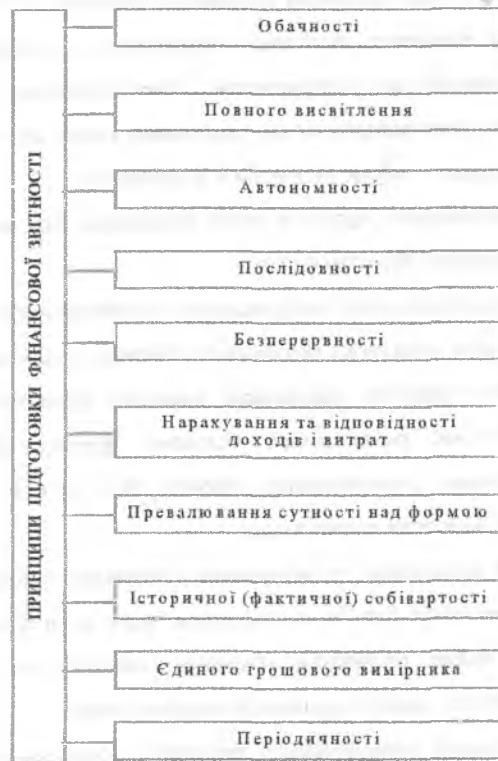 ПРИНЦИПИ ПІДГОТОВКИ ФІНАНСОВОЇ ЗВІТНОСТІ
Обачності
Повного висвітлення
Автономності
Послідовності
Безперервності
Нарахування та відповідності
доходів і витрат
Превалювання сутності над формою
Історичної (фактичної) собівартості
Єдиного грошового вимірника
Періодичності